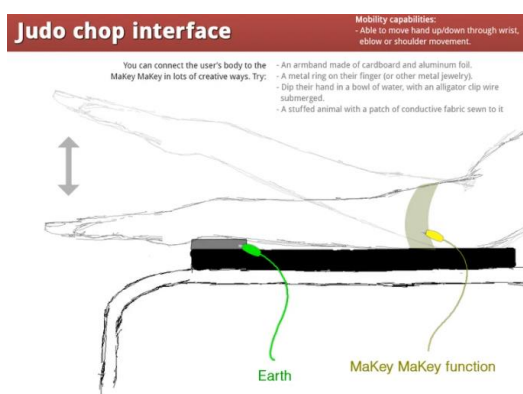 Judo chop interface
Mobility capabilities:
- Able to move hand up/down through wrist,
eblow or shoulder movement.
You can connect the user's body to the
MaKey MaKey in lots of creative ways. Try:
- An armband made of cardboard and aluminum foil.
- A metal ring on their finger (or other metal jewelry).
- Dip their hand in a bowl of water, with an alligator clip wire
submerged.
- A stuffed animal with a patch of conductive fabric sewn to it
Earth
MaKey MaKey function